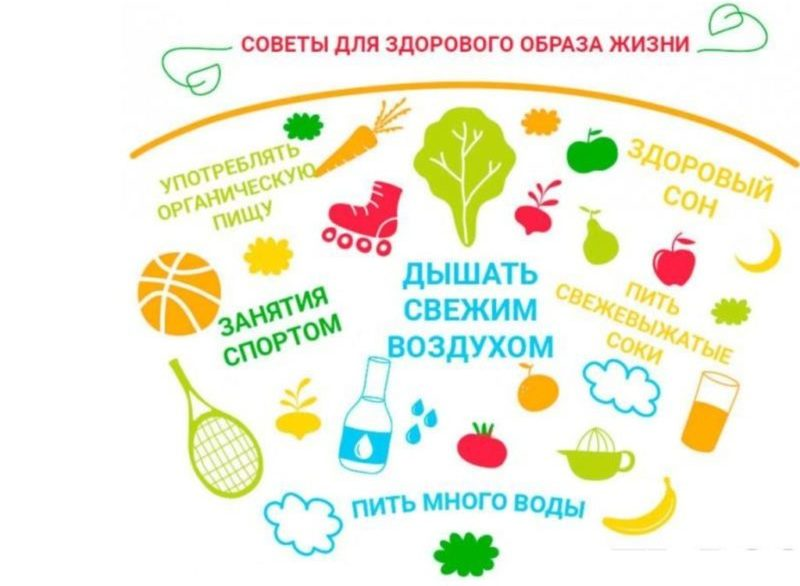 СОВЕТЫ ДЛЯ ЗДОРОВОГО ОБРАЗА ЖИЗНИ
УПОТРЕБЛЯТЬ
ОРГАНИЧЕСКУЮ
ПИЩУ
ЗДОРОВЫЙ
СОН
ЗАНЯТИЯ
СПОРТОМ
ДЫШАТЬ
СВЕЖИМ
ВОЗДУХОМ
ПИТЬ
СВЕЖЕВЫЖАТЫЕ
СОКИ
ПИТЬ МНОГО ВОДЫ